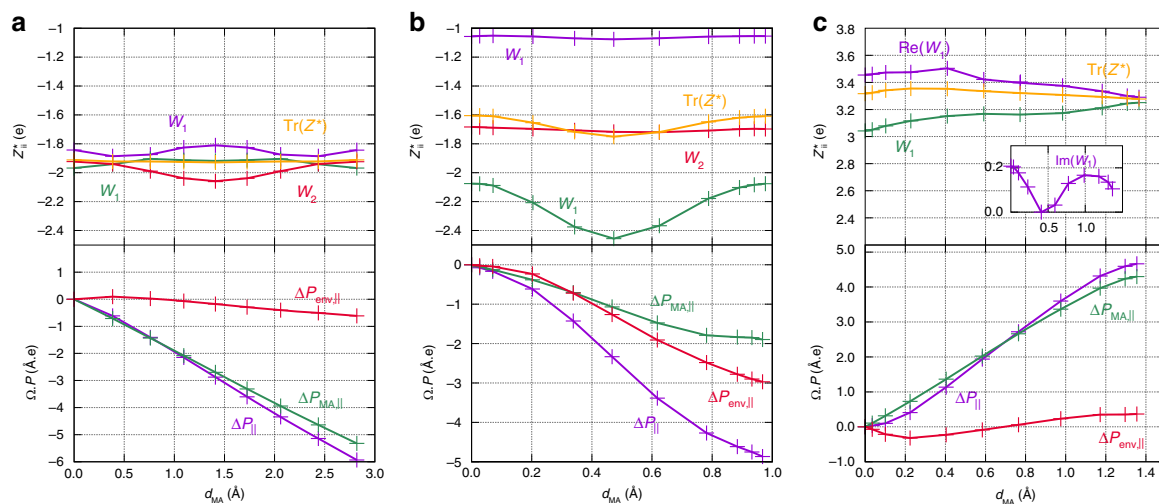 a
−1
−1.2
−1.4
−1.6
−1.8
−2
−2.2
−2.4
Z*ii (e)
W1
Tr(Z*)
W1
W2
1
0
−1
−2
−3
−4
−5
−6
Ω.P (Å.e)
ΔPenv,||
ΔPMA,||
ΔP||
0.0 0.5 1.0 1.5 2.0 2.5 3.0
dMA (Å)
b
−1
−1.2
−1.4
−1.6
−1.8
−2
−2.2
−2.4
Z*ii (e)
W1
Tr(Z*)
W2
W1
0
−1
−2
−3
−4
−5
Ω.P (Å.e)
ΔPMA,||
ΔPenv,||
ΔP||
0.0 0.2 0.4 0.6 0.8 1.0
dMA (Å)
c
3.8
3.6
3.4
3.2
3
2.8
2.6
2.4
2.2
Z*ii (e)
Re(W1)
Tr(Z*)
W1
0.2
0.0
Im(W1)
0.5 1.0
5.0
4.0
3.0
2.0
1.0
0.0
−1.0
Ω.P (Å.e)
ΔPMA,||
ΔP||
ΔPenv,||
0.0 0.2 0.4 0.6 0.8 1.0 1.2 1.4
dMA (Å)